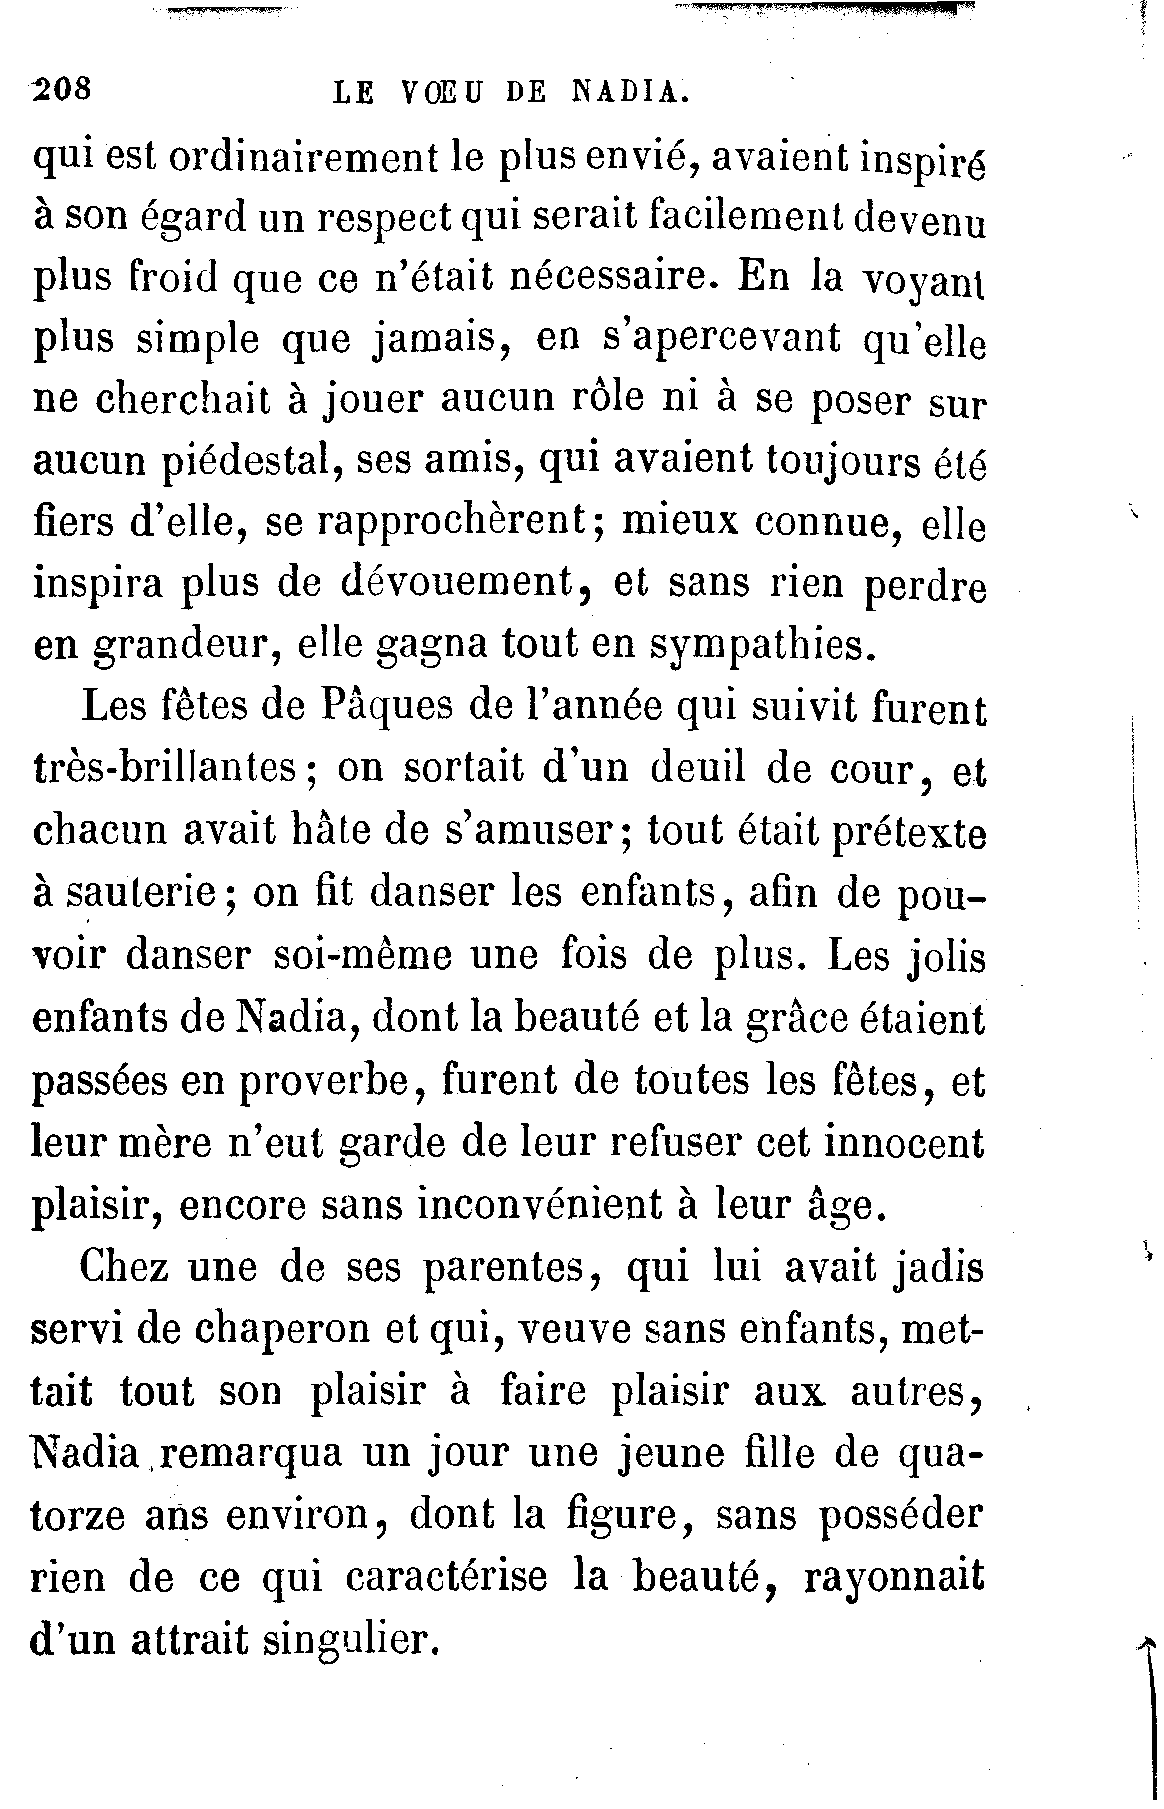 208 LE VŒU DE NADIA.
qui est ordinairement le plus envié, avaient inspiré
à son égard un respect qui serait facilement devenu
plus froid que ce n'était nécessaire. En la voyant
plus simple que jamais, en s'apercevant qu'elle
ne cherchait à jouer aucun rôle ni à se poser sur
aucun piédestal, ses amis, qui avaient toujours été
fiers d'elle, se rapprochèrent; mieux connue, elle
inspira plus de dévouement, et sans rien perdre
en grandeur, elle gagna tout en sympathies.
Les fêtes de Pâques de l'année qui suivit furent
très-brillantes; on sortait d'un deuil de cour, et
chacun avait hâte de s'amuser; tout était prétexte
à sauterie; on fit danser les enfants, afin de pou-
voir danser soi-même une fois de plus. Les jolis
enfants de Nadia, dont la beauté et la grâce étaient
passées en proverbe, furent de toutes les fêtes, et
leur mère n'eut garde de leur refuser cet innocent
plaisir, encore sans inconvénient à leur âge.
Chez une de ses parentes, qui lui avait jadis
servi de chaperon et qui, veuve sans enfants, met-
tait tout son plaisir à faire plaisir aux autres,
Nadia remarqua un jour une jeune fille de qua-
torze ans environ, dont la figure, sans posséder
rien de ce qui caractérise la beauté, rayonnait
d'un attrait singulier.